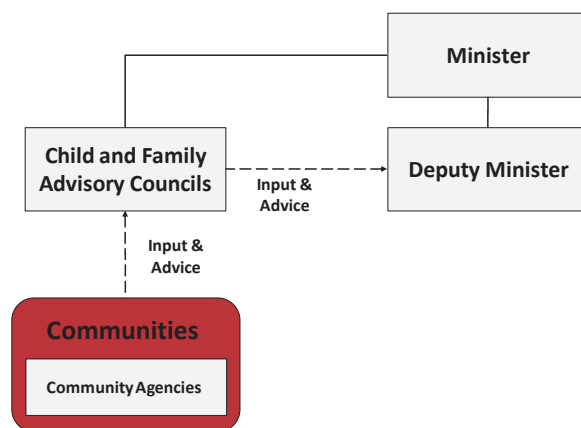 Minister
Child and Family
Advisory Councils
Deputy Minister
Input &
Advice
Input &
Advice
Communities
Community Agencies